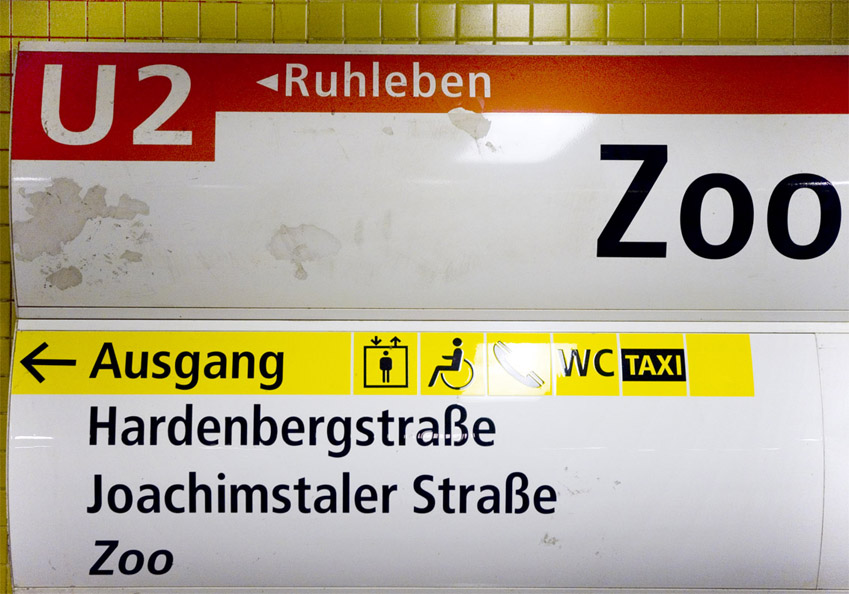 U2 Ruhleben
Zoo
Ausgang WC TAXI
Hardenbergstraße
Joachimstaler Straße
Zoo